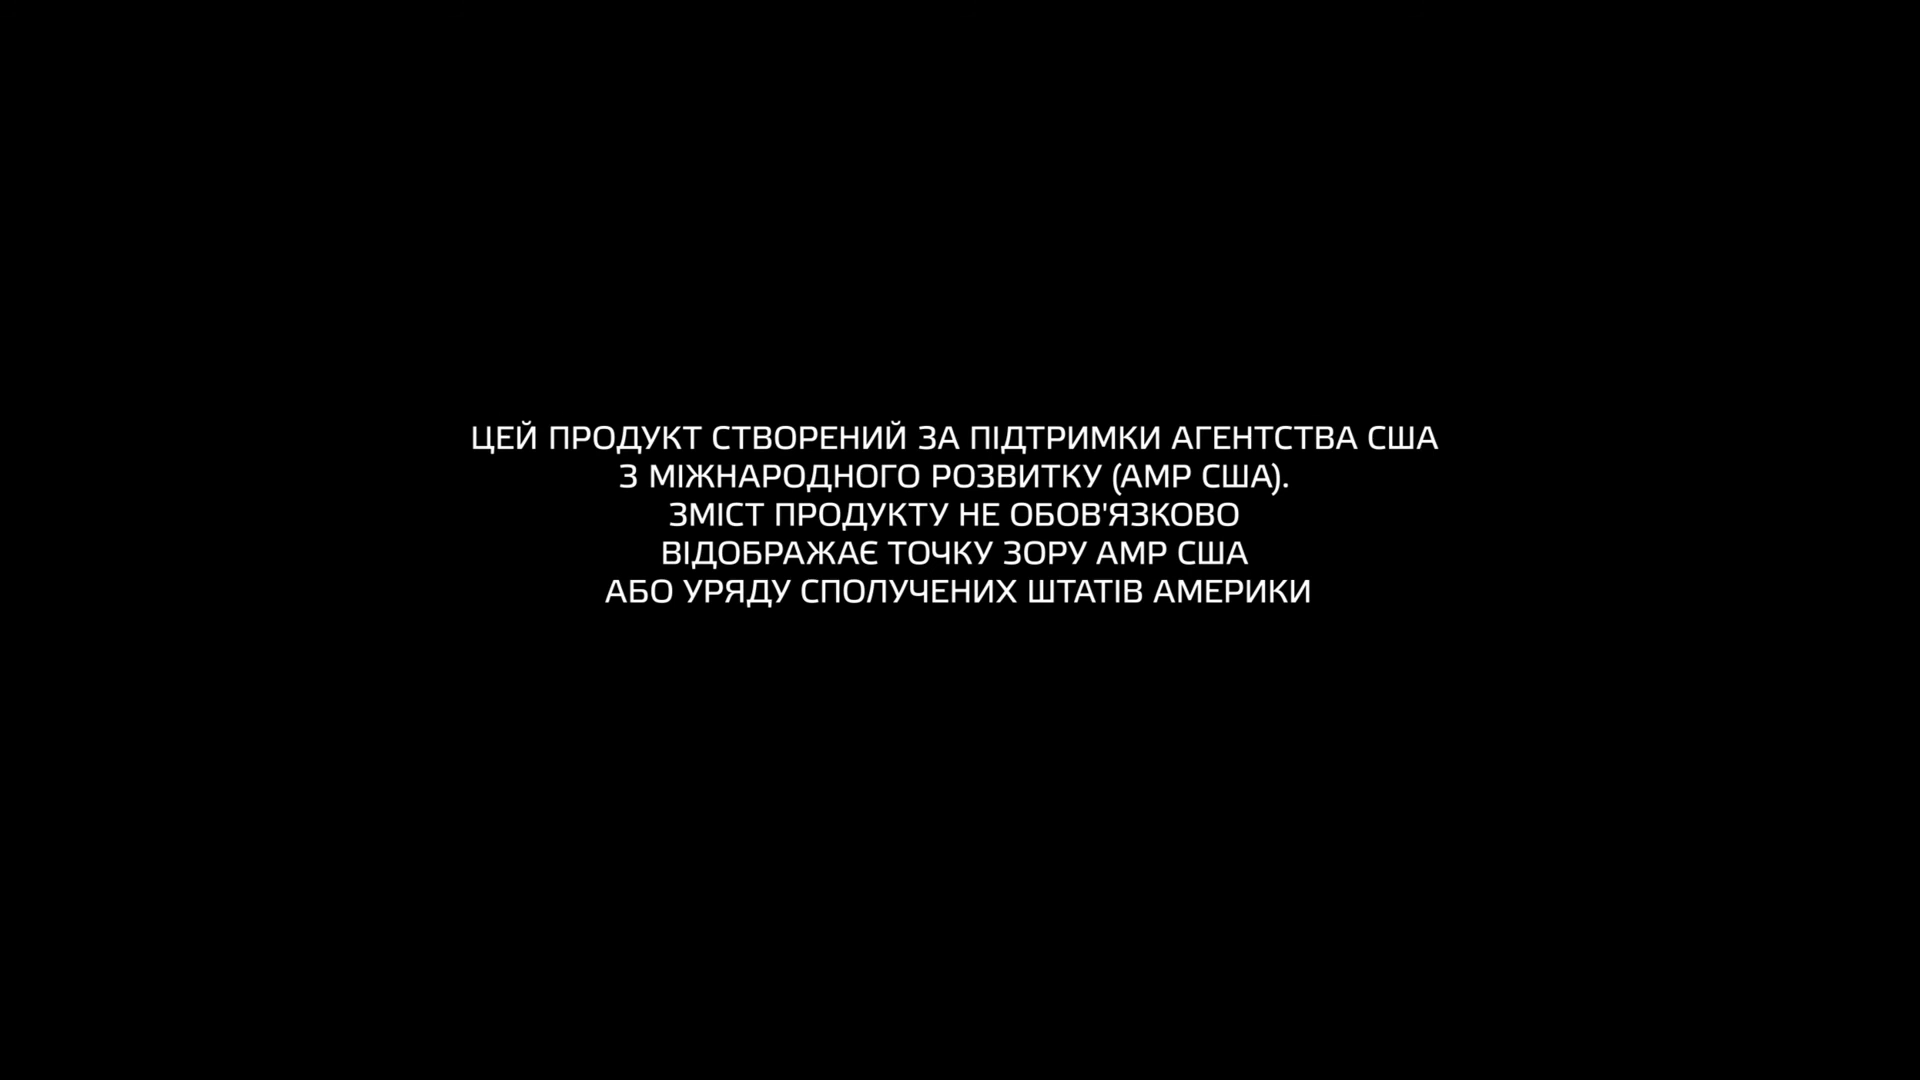 ЦЕЙ ПРОДУКТ СТВОРЕНИЙ ЗА ПІДТРИМКИ АГЕНТСТВА США
З МІЖНАРОДНОГО РОЗВИТКУ (АМР США).
ЗМІСТ ПРОДУКТУ НЕ ОБОВ'ЯЗКОВО
ВІДОБРАЖАЄ ТОЧКУ ЗОРУ АМР США
АБО УРЯДУ СПОЛУЧЕНИХ ШТАТІВ АМЕРИКИ